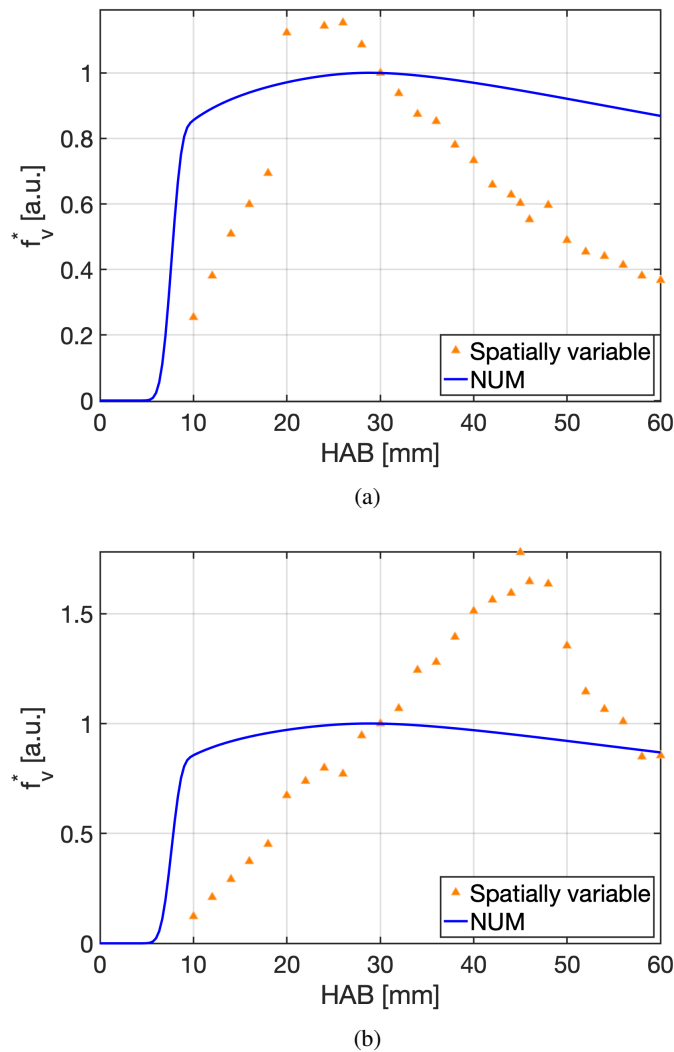 1
0.8
0.6
0.4
0.2
0
f_v^* [a.u.]
0 10 20 30 40 50 60
HAB [mm]
Spatially variable
NUM
(a)
1.5
1
0.5
0
f_v^* [a.u.]
0 10 20 30 40 50 60
HAB [mm]
Spatially variable
NUM
(b)